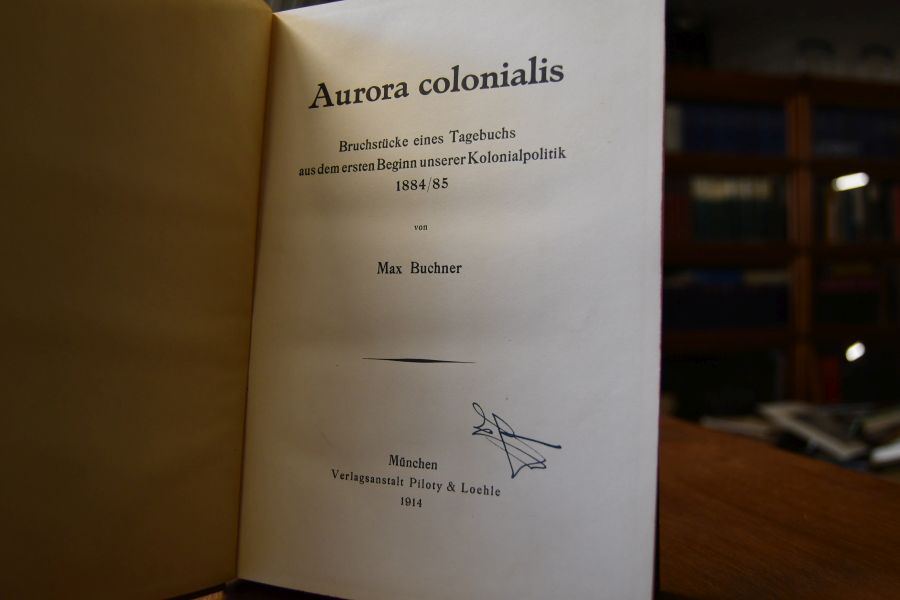 Aurora colonialis
Bruchstücke eines Tagebuchs
aus dem ersten Beginn unserer Kolonialpolitik
1884/85
von
Max Buchner
München
Verlagsanstalt Piloty & Loehle
1914